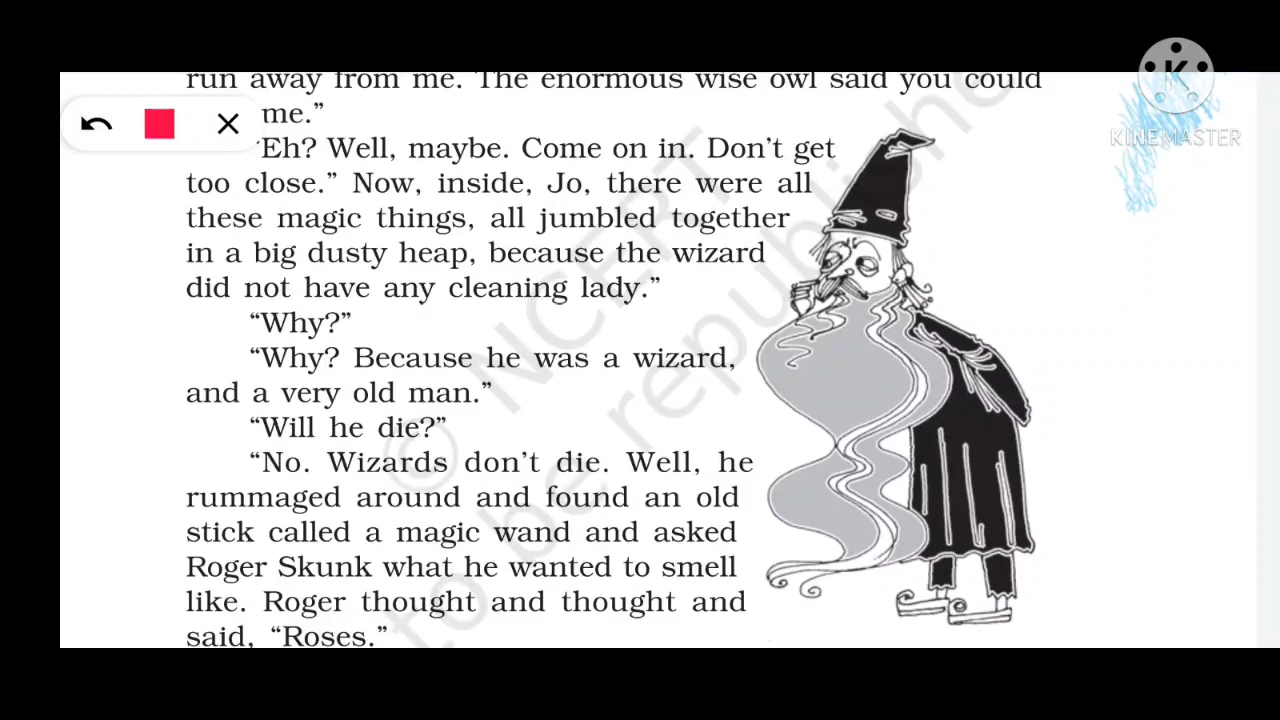 run away from me. The enormous wise owl said you could
me.”
Eh? Well, maybe. Come on in. Don’t get
too close.” Now, inside, Jo, there were all
these magic things, all jumbled together
in a big dusty heap, because the wizard
did not have any cleaning lady.”
“Why?”
“Why? Because he was a wizard,
and a very old man.”
“Will he die?”
“No. Wizards don’t die. Well, he
rummaged around and found an old
stick called a magic wand and asked
Roger Skunk what he wanted to smell
like. Roger thought and thought and
said, “Roses.”
© NCERT
to be republished
K
KINEMASTER